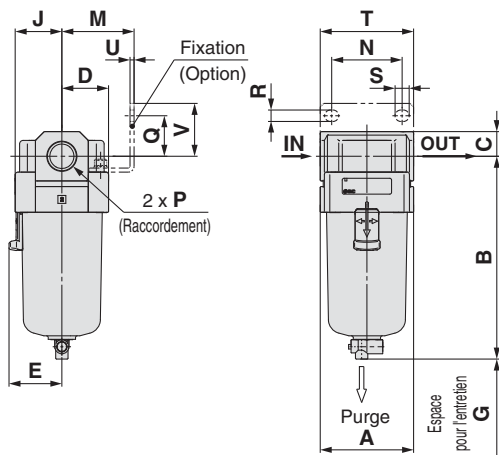 J
M
T
U
Fixation
(Option)
N
D
S
R
Q
V
IN
OUT
C
2 x P
(Raccordement)
B
E
Purge
A
Espace
pour l'entretien
G